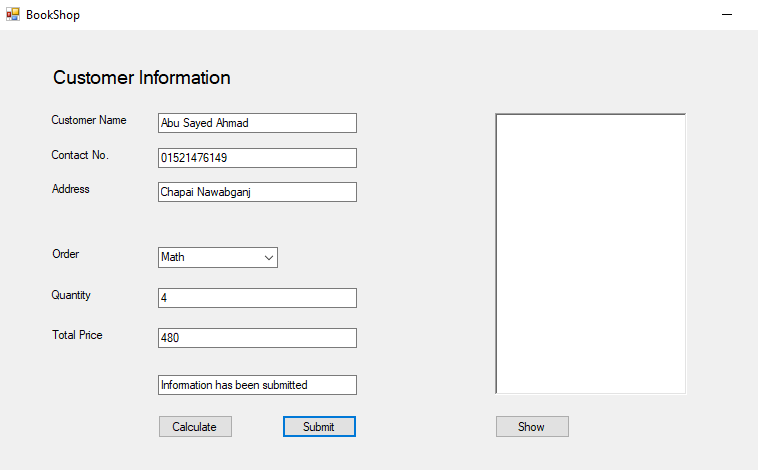 BookShop
Customer Information
Customer Name Abu Sayed Ahmad
Contact No. 01521476149
Address Chapai Nawabganj
Order Math
Quantity 4
Total Price 480
Information has been submitted
Calculate Submit Show